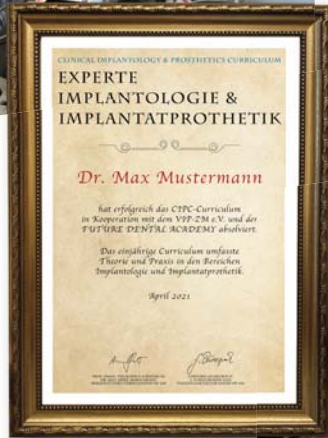 CLINICAL IMPLANTOLOGY & PROSTHETICS CURRICULUM
EXPERTE
IMPLANTOLOGIE &
IMPLANTATPROTHETIK
Dr. Max Mustermann
hat erfolgreich das CIPC-Curriculum
in Kooperation mit dem VPP-ZM e.V. und der
FUTURE DENTAL ACADEMY absolviert.
Das einjährige Curriculum umfasste
Theorie und Praxis in den Bereichen
Implantologie und Implantatprothetik.
April 2021